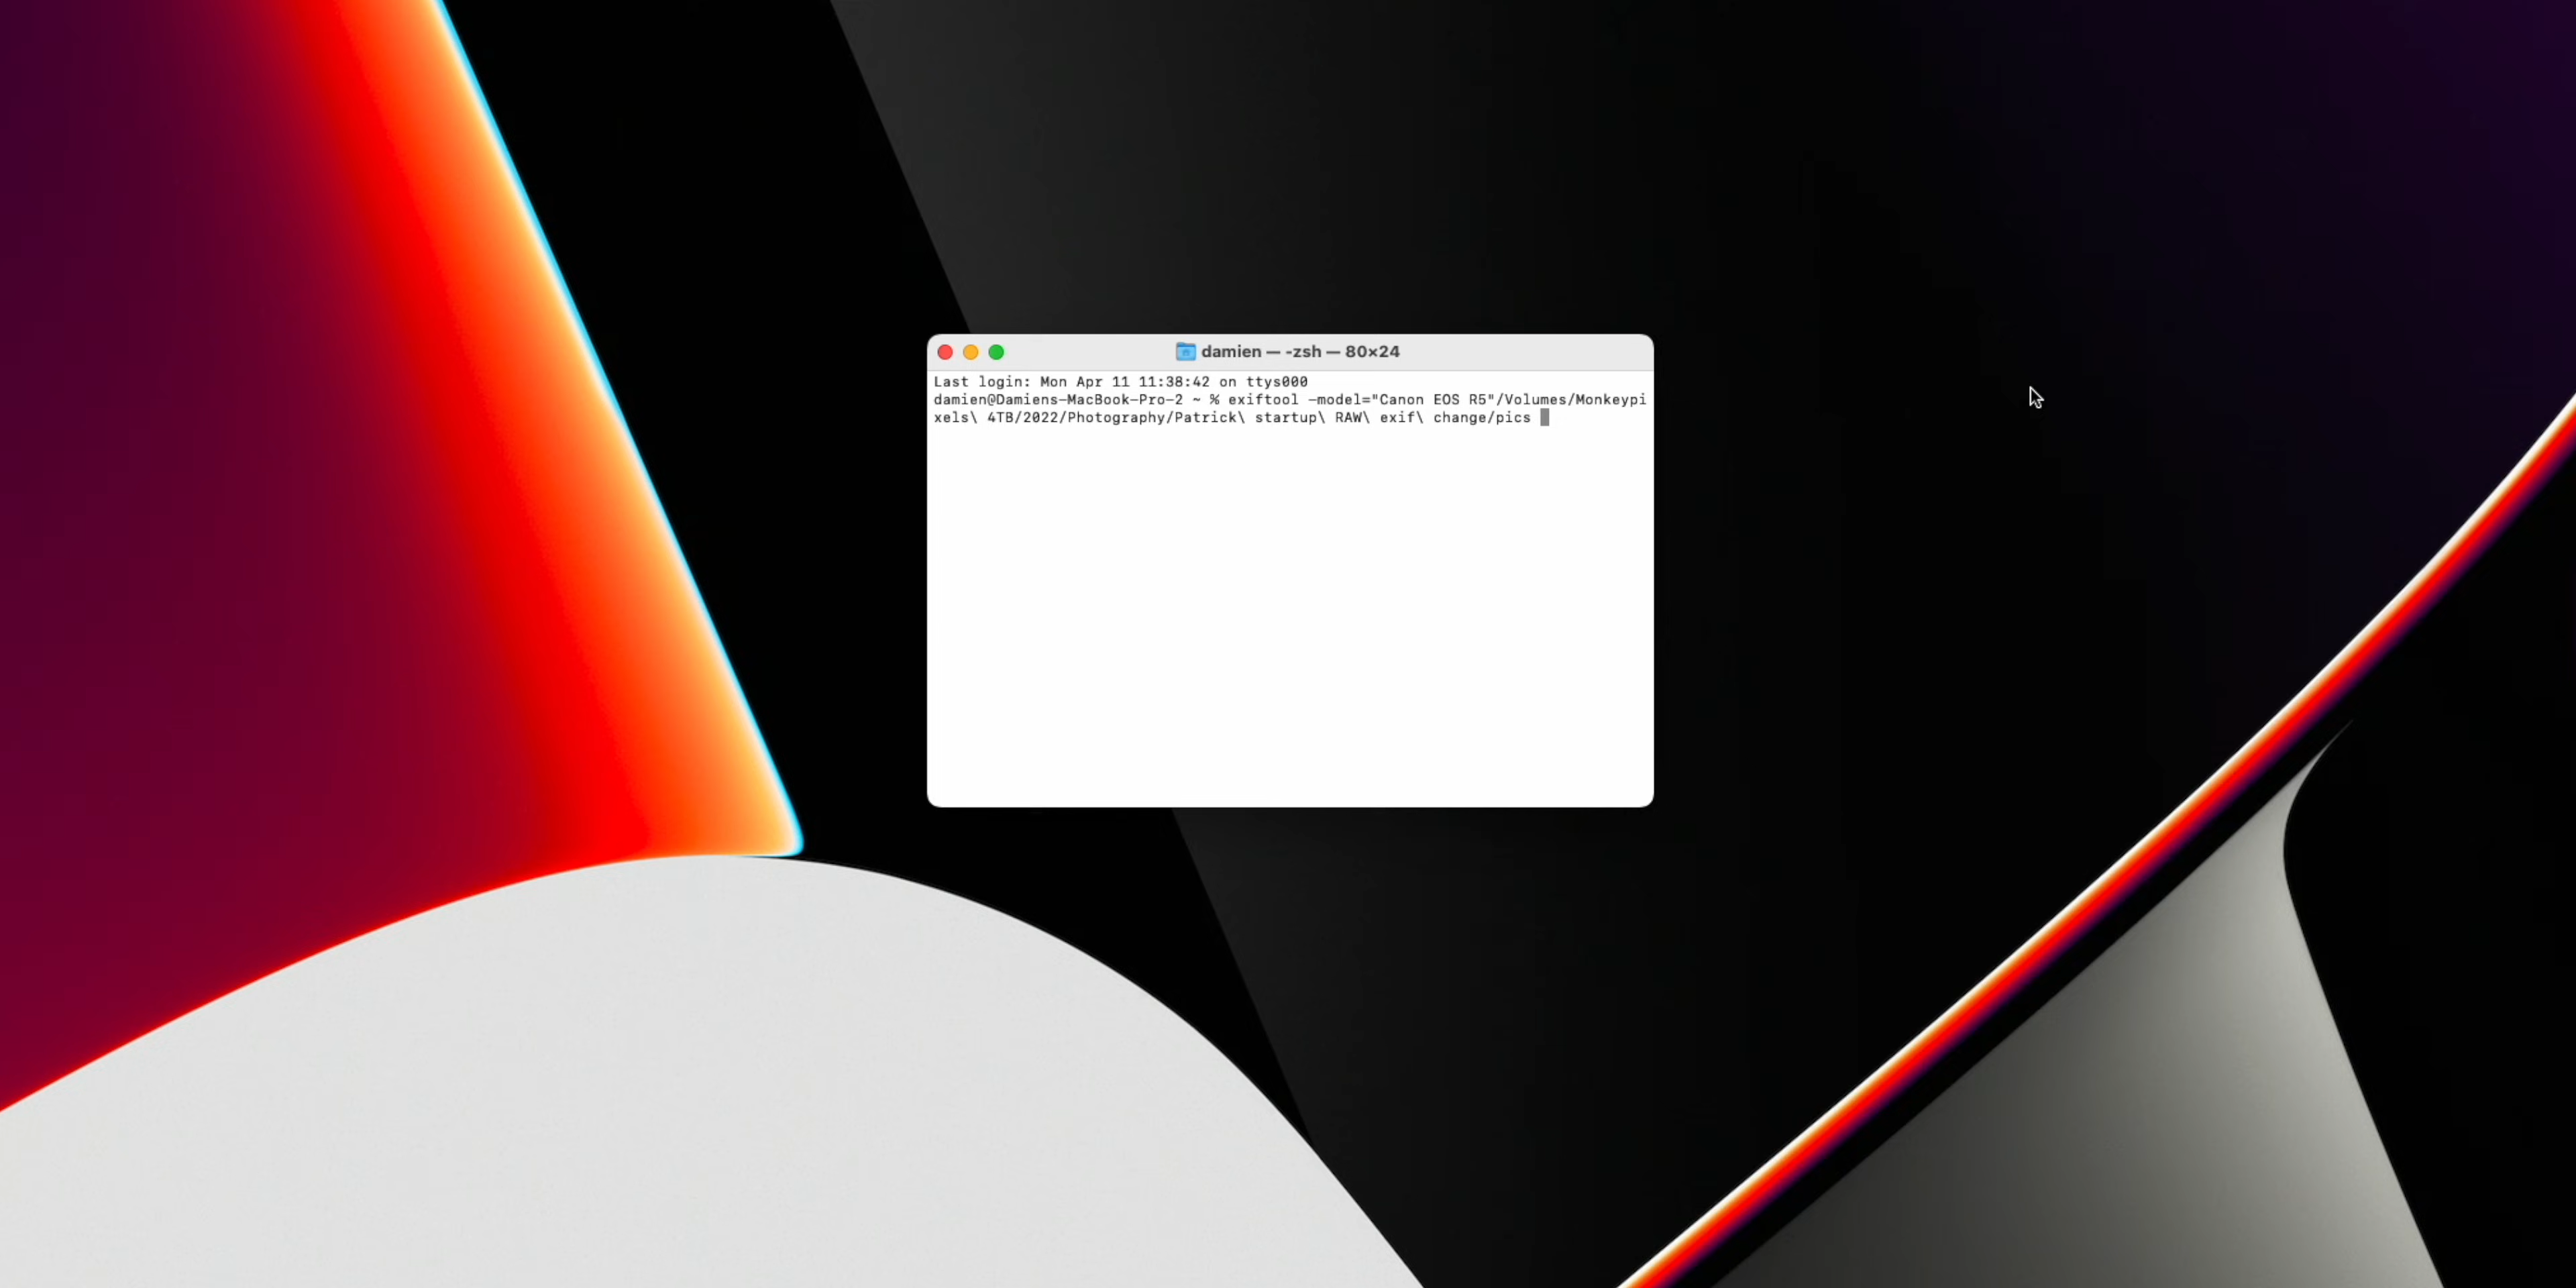 damien — -zsh — 80×24
Last login: Mon Apr 11 11:38:42 on ttys000
damien@Damiens-MacBook-Pro-2 ~ % exiftool -model="Canon EOS R5"/Volumes/Monkeypi
xels\ 4TB/2022/Photography/Patrick\ startup\ RAW\ exif\ change/pics